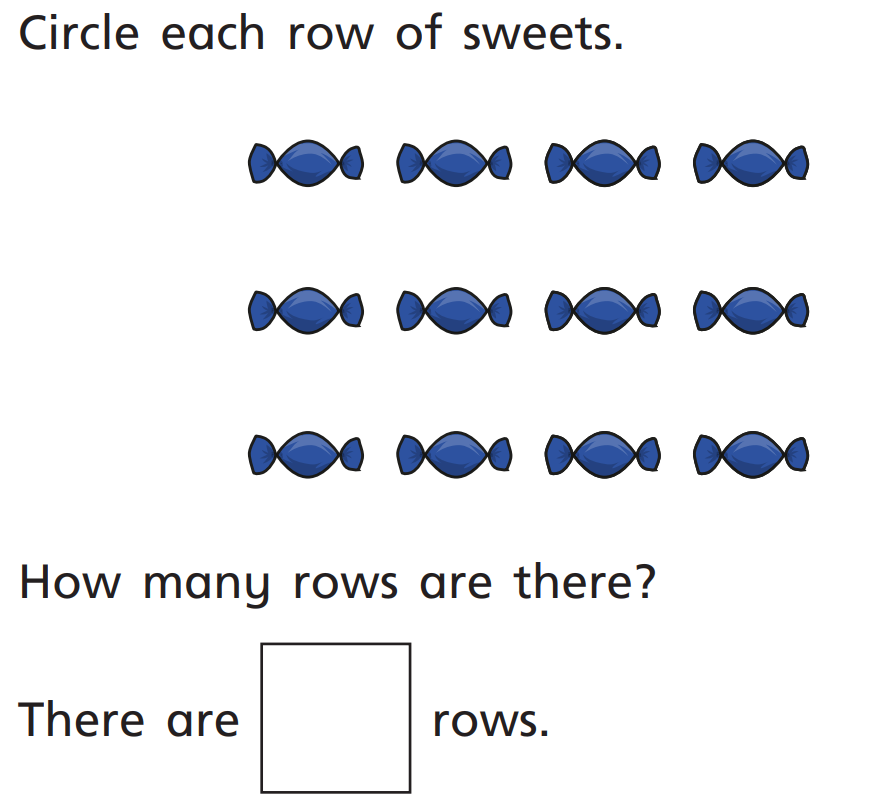 Circle each row of sweets.
How many rows are there?
There are rows.